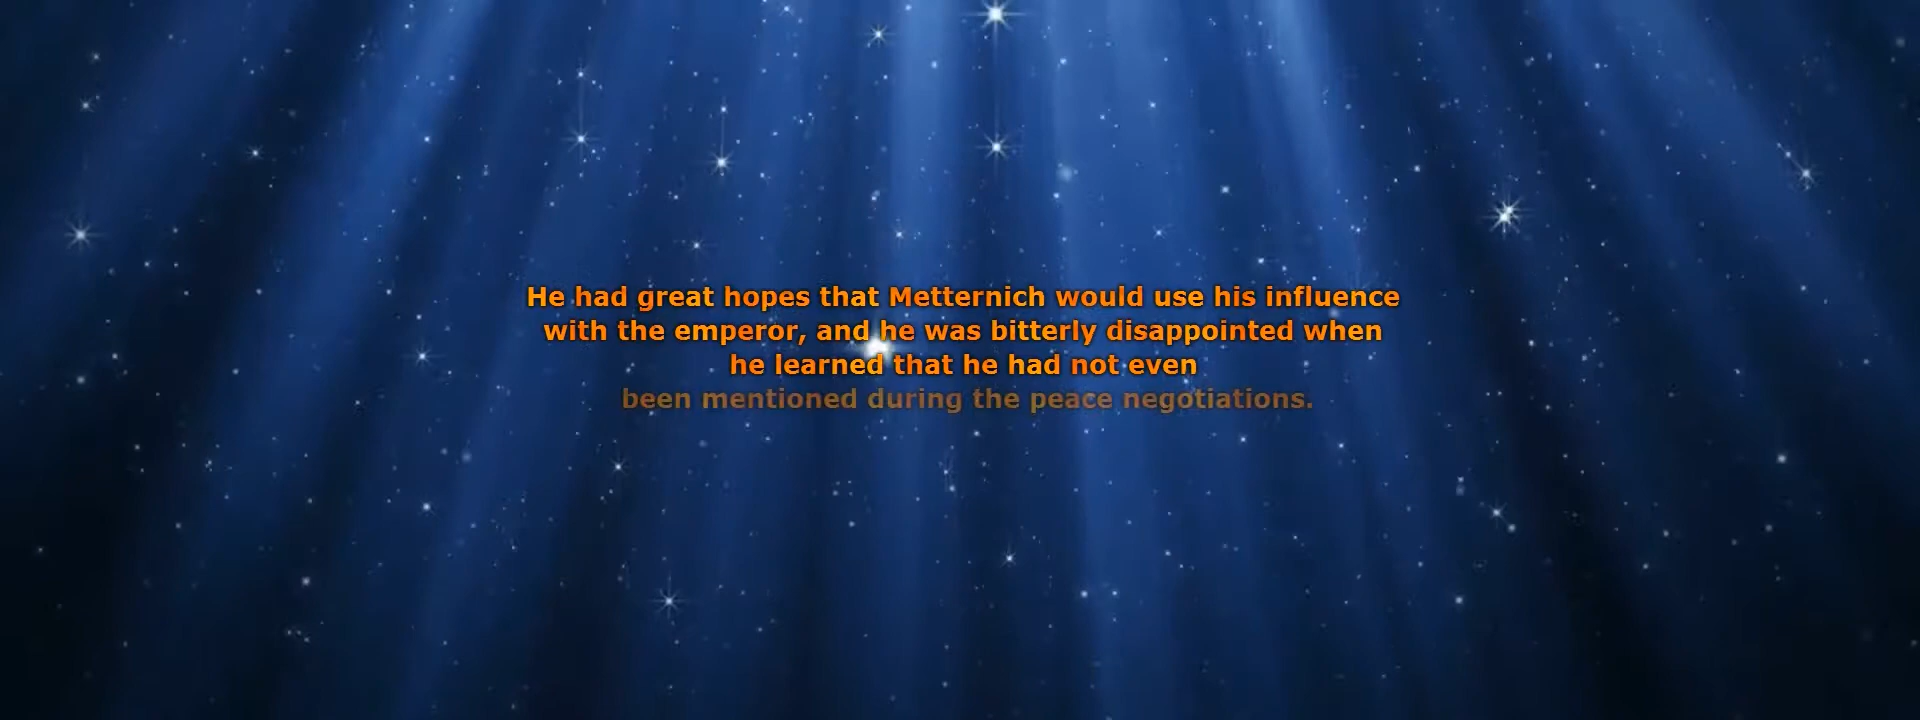 He had great hopes that Metternich would use his influence
with the emperor, and he was bitterly disappointed when
he learned that he had not even
been mentioned during the peace negotiations.